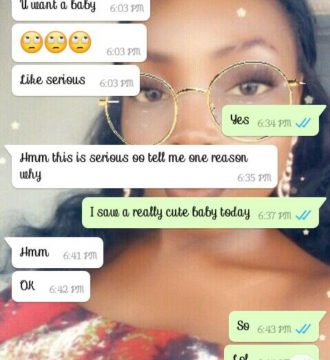 U want a baby 6:03 PM
🙄🙄🙄 6:03 PM
Like serious 6:03 PM
Yes 6:34 PM
Hmm this is serious oo tell me one reason
why 6:35 PM
I saw a really cute baby today 6:37 PM
Hmm 6:41 PM
OK 6:42 PM
So 6:43 PM
Lol